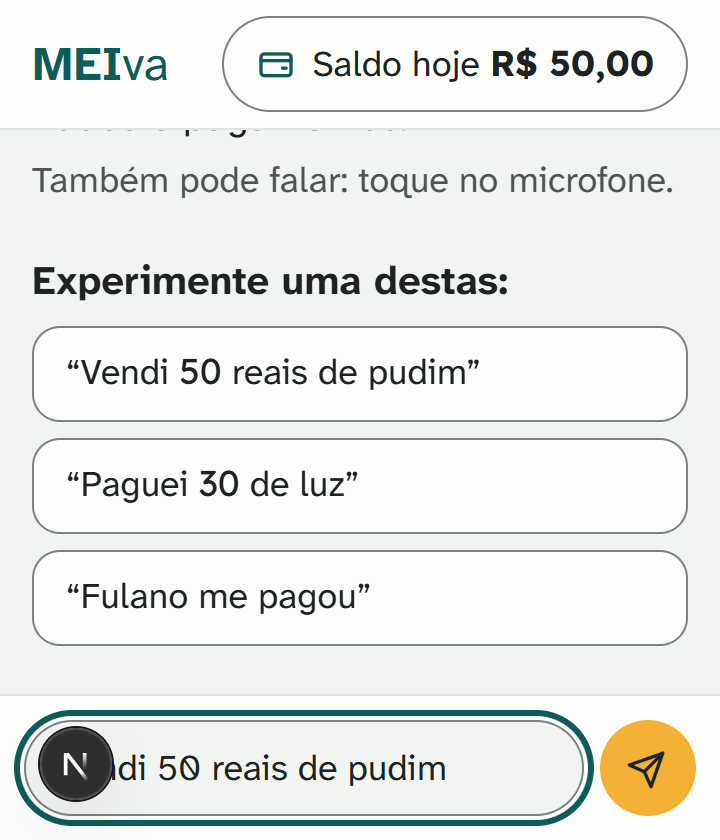 MEIva
Saldo hoje R$ 50,00
Também pode falar: toque no microfone.
Experimente uma destas:
“Vendi 50 reais de pudim”
“Paguei 30 de luz”
“Fulano me pagou”
N
ndi 50 reais de pudim